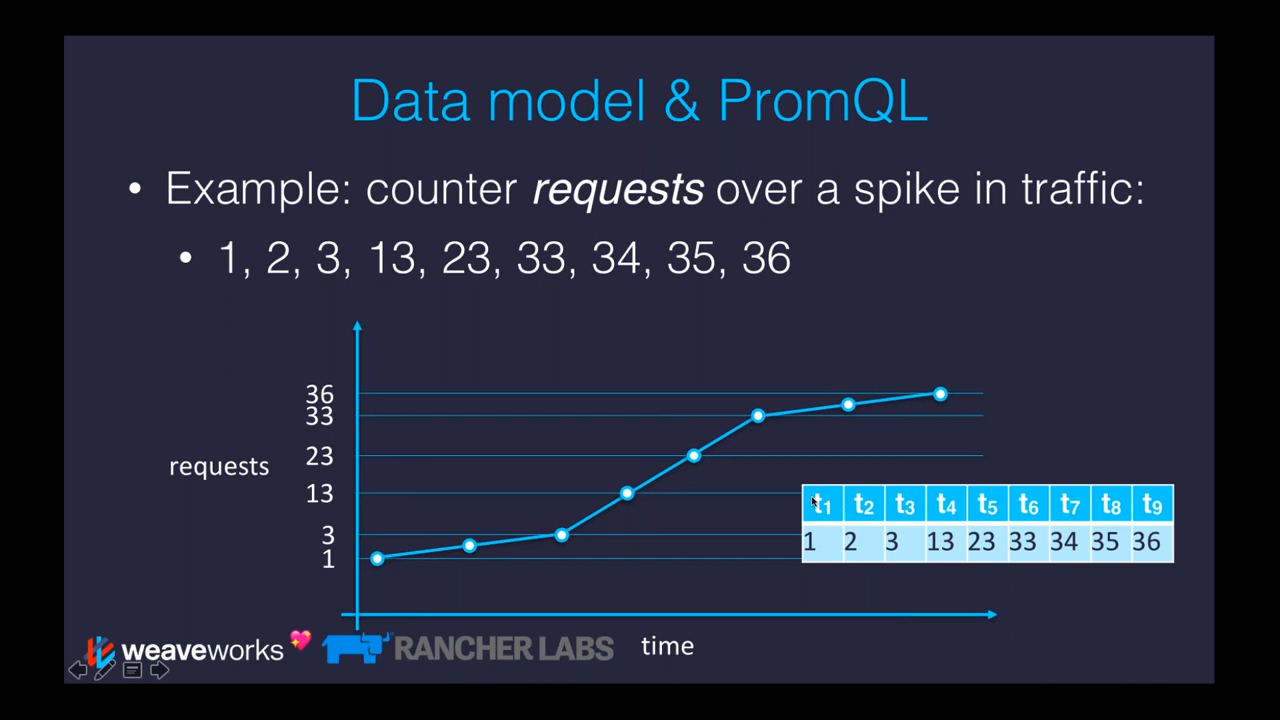 Data model & PromQL
• Example: counter requests over a spike in traffic:
• 1, 2, 3, 13, 23, 33, 34, 35, 36
36
33
23
13
3
1
requests
t1 t2 t3 t4 t5 t6 t7 t8 t9
1 2 3 13 23 33 34 35 36
weaveworks
RANCHER LABS
time